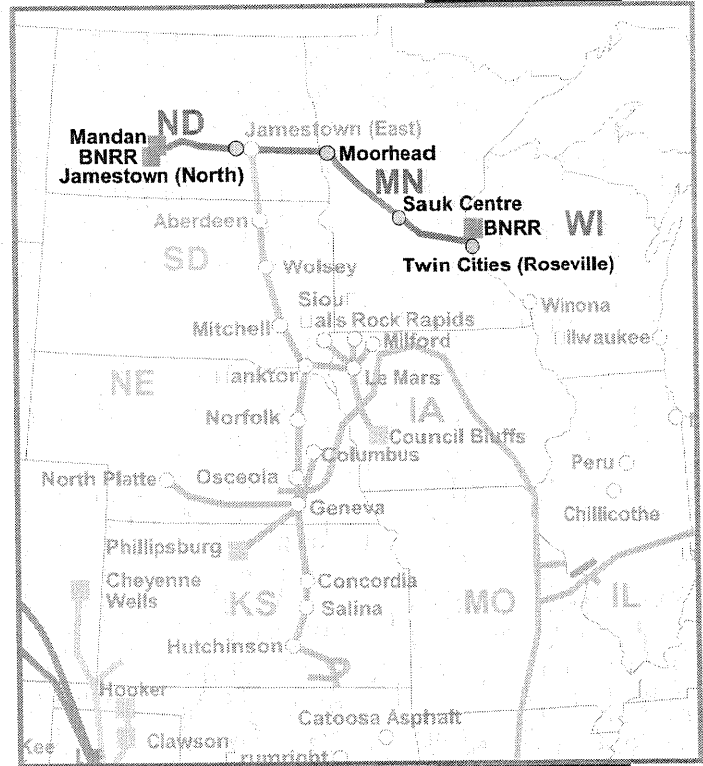 ND
Jamestown (East)
Mandan
BNRR
Jamestown (North)
Moorhead
MN
Sauk Centre
BNRR
WI
Twin Cities (Roseville)
Aberdeen
SD
Wolsey
Winona
Rock Rapids
Mitchell
Milford
NE
Le Mars
IA
Norfolk
Council Bluffs
Columbus
Peru
North Platte
Osceola
Geneva
Chillicothe
Phillipsburg
Cheyenne
Wells
Concordia
KS
Salina
MO
IL
Hutchinson
Hooker
Catoosa Asphalt
Clawson